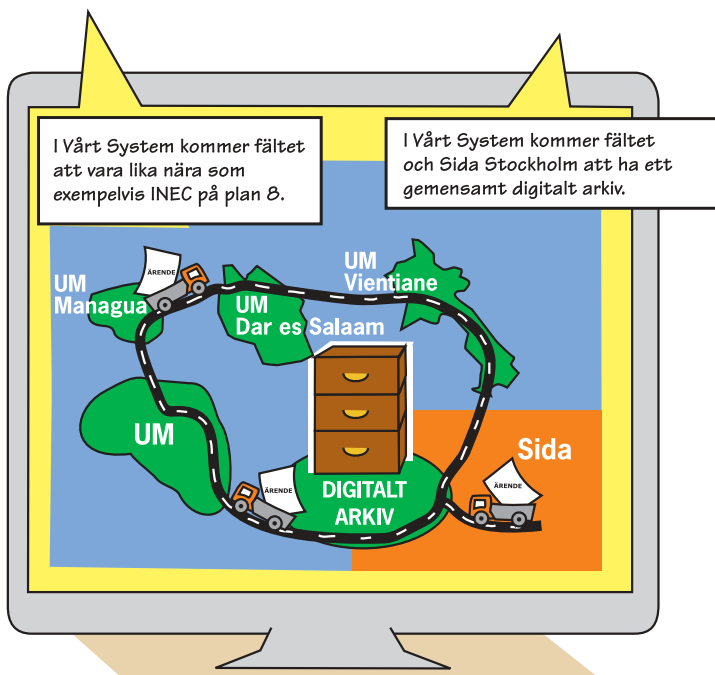 I Vårt System kommer fältet
att vara lika nära som
exempelvis INEC på plan 8.
I Vårt System kommer fältet
och Sida Stockholm att ha ett
gemensamt digitalt arkiv.
UM
Managua
ÄRENDE
UM
Dar es Salaam
UM
Vientiane
UM
ÄRENDE
DIGITALT
ARKIV
Sida
ÄRENDE